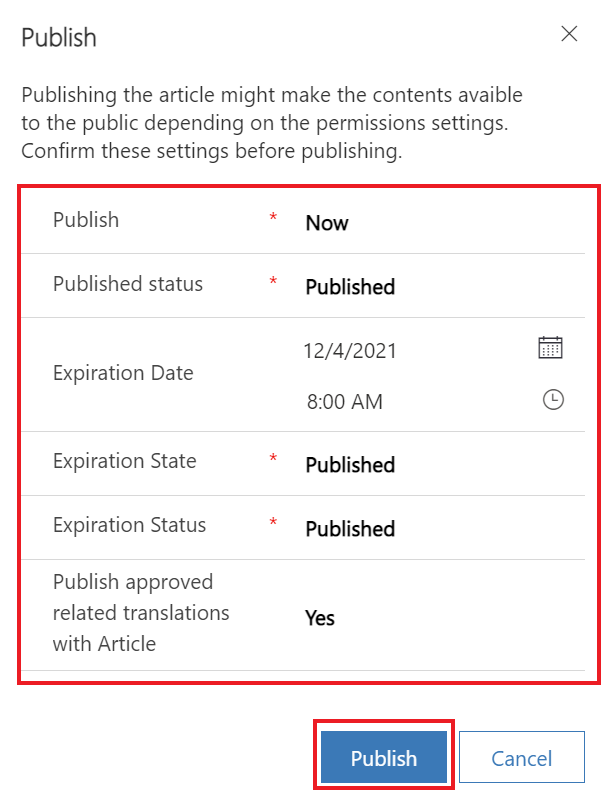 Publish
Publishing the article might make the contents avaible
to the public depending on the permissions settings.
Confirm these settings before publishing.
Publish * Now
Published status * Published
Expiration Date
12/4/2021
8:00 AM
Expiration State * Published
Expiration Status * Published
Publish approved
related translations
with Article
Yes
Publish Cancel